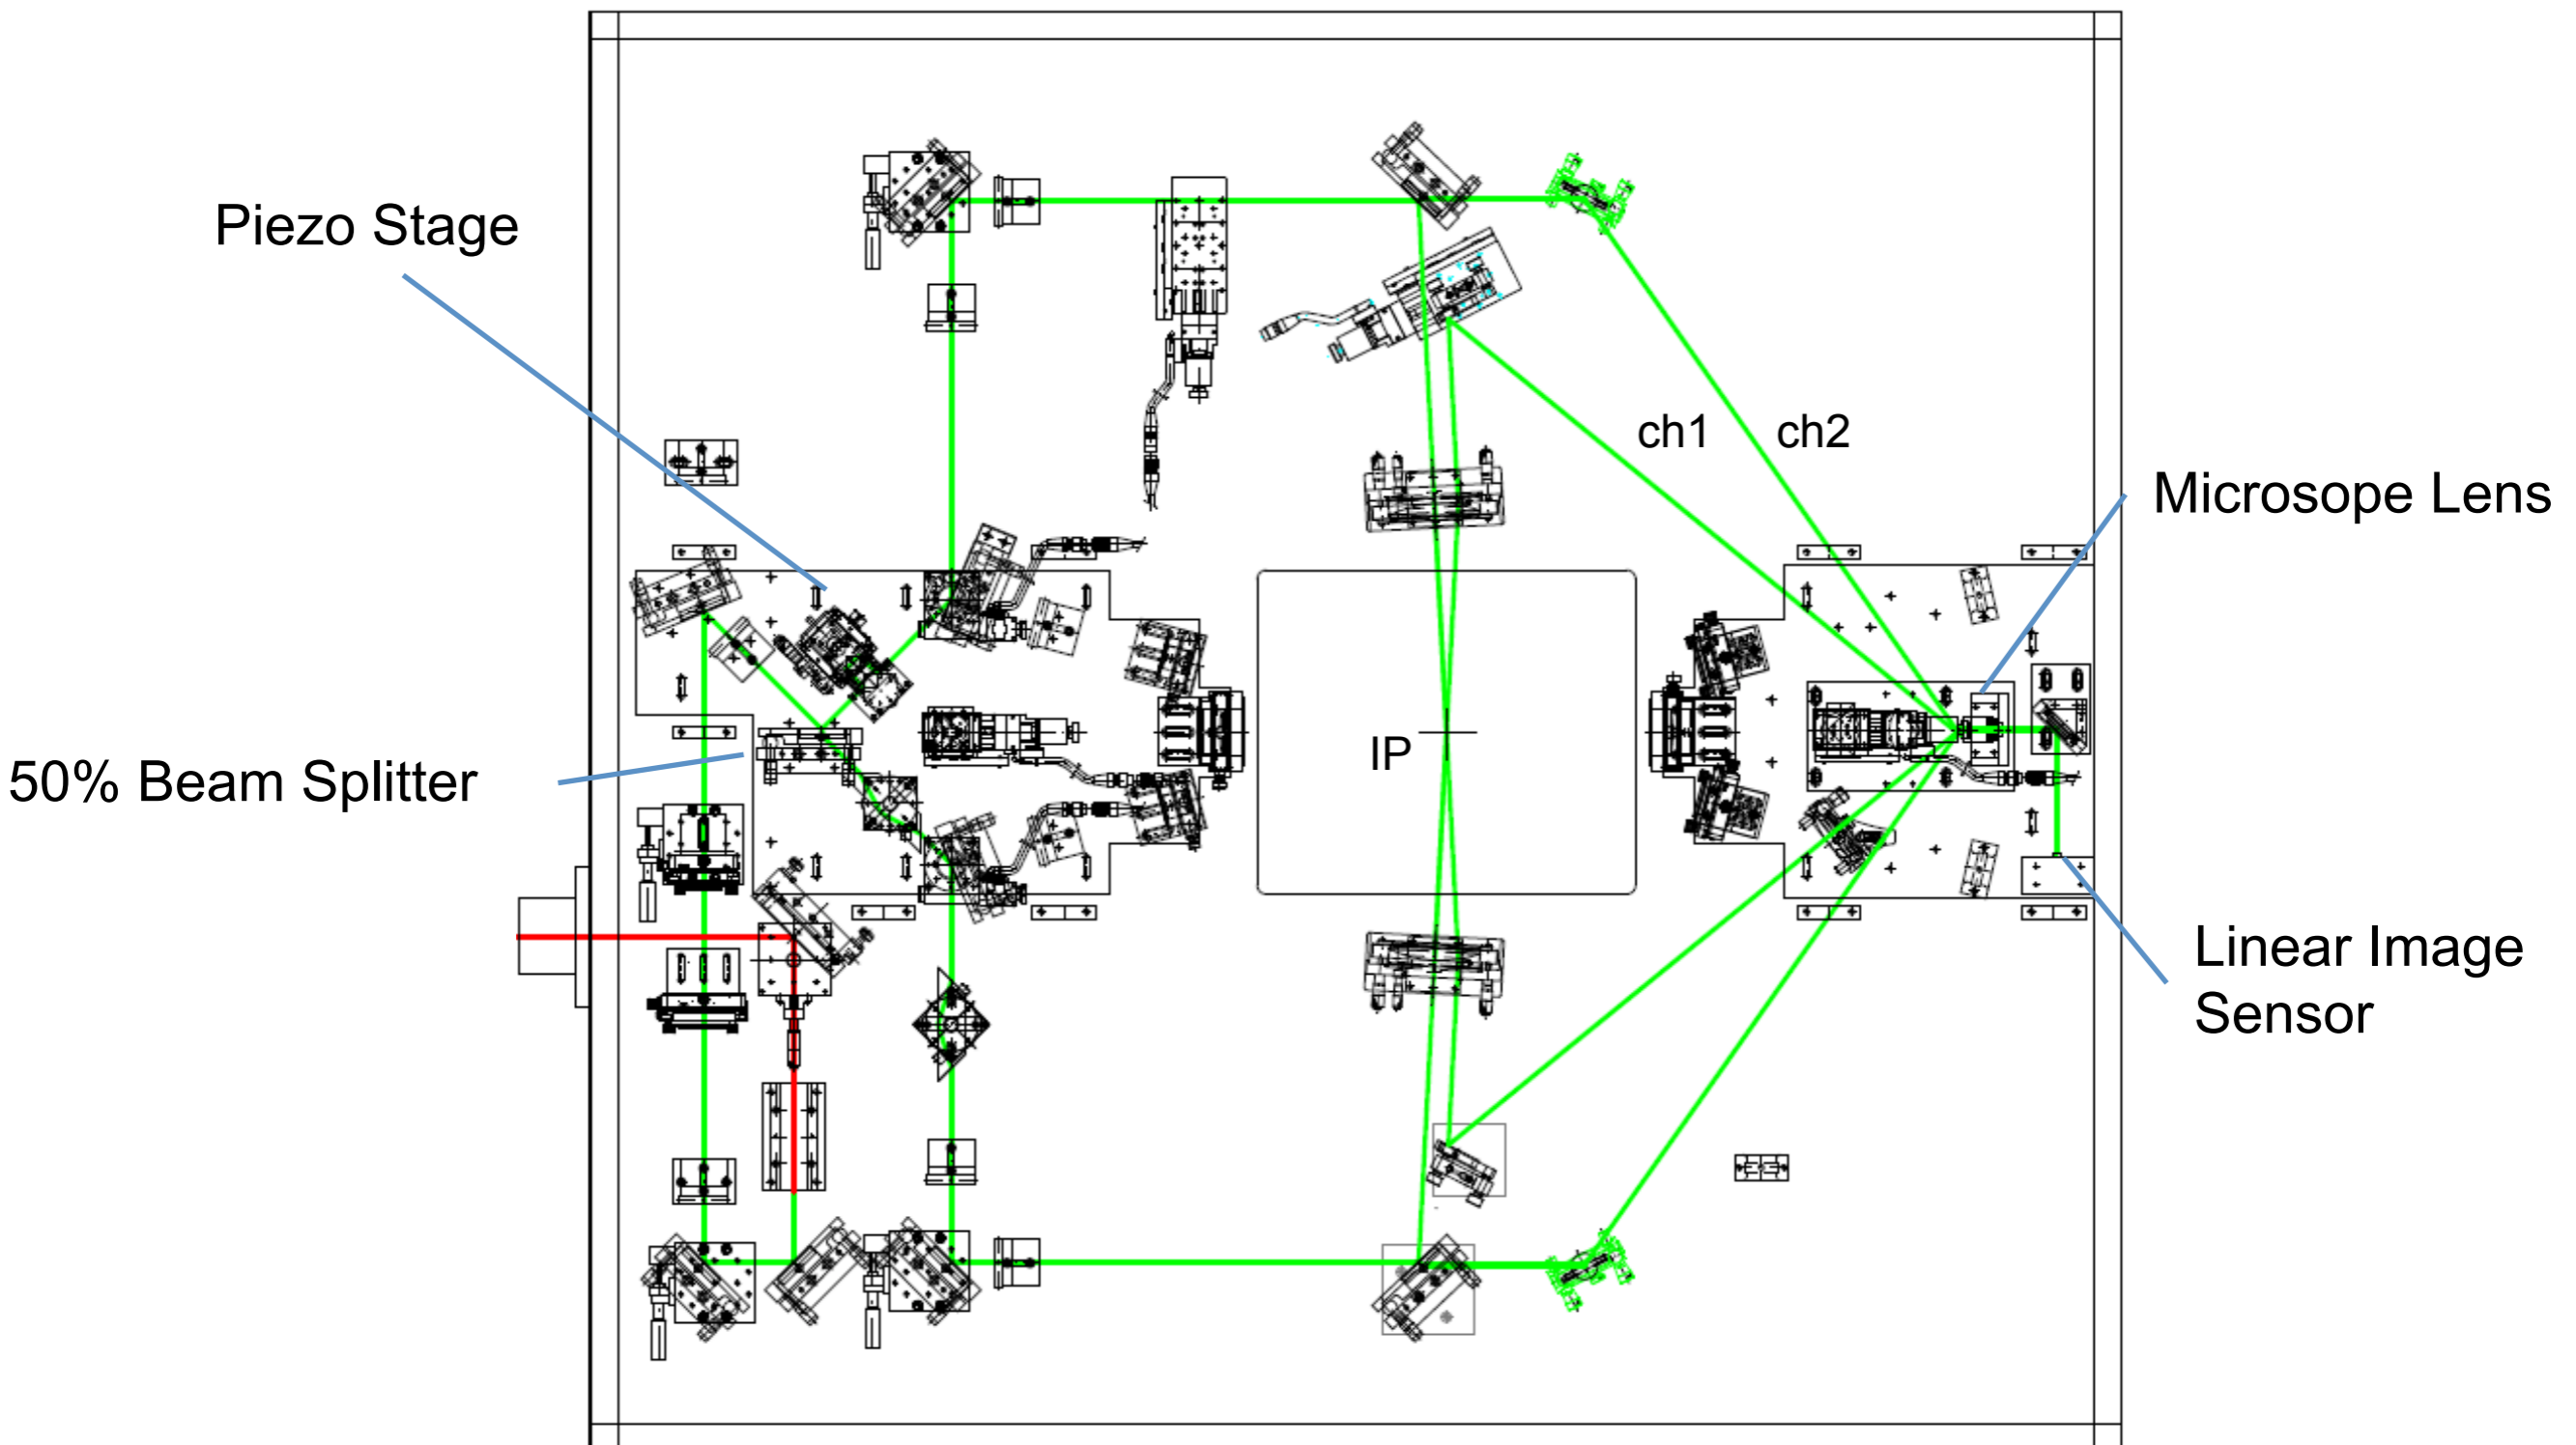 Piezo Stage
ch1
ch2
Microsope Lens
IP
50% Beam Splitter
Linear Image
Sensor